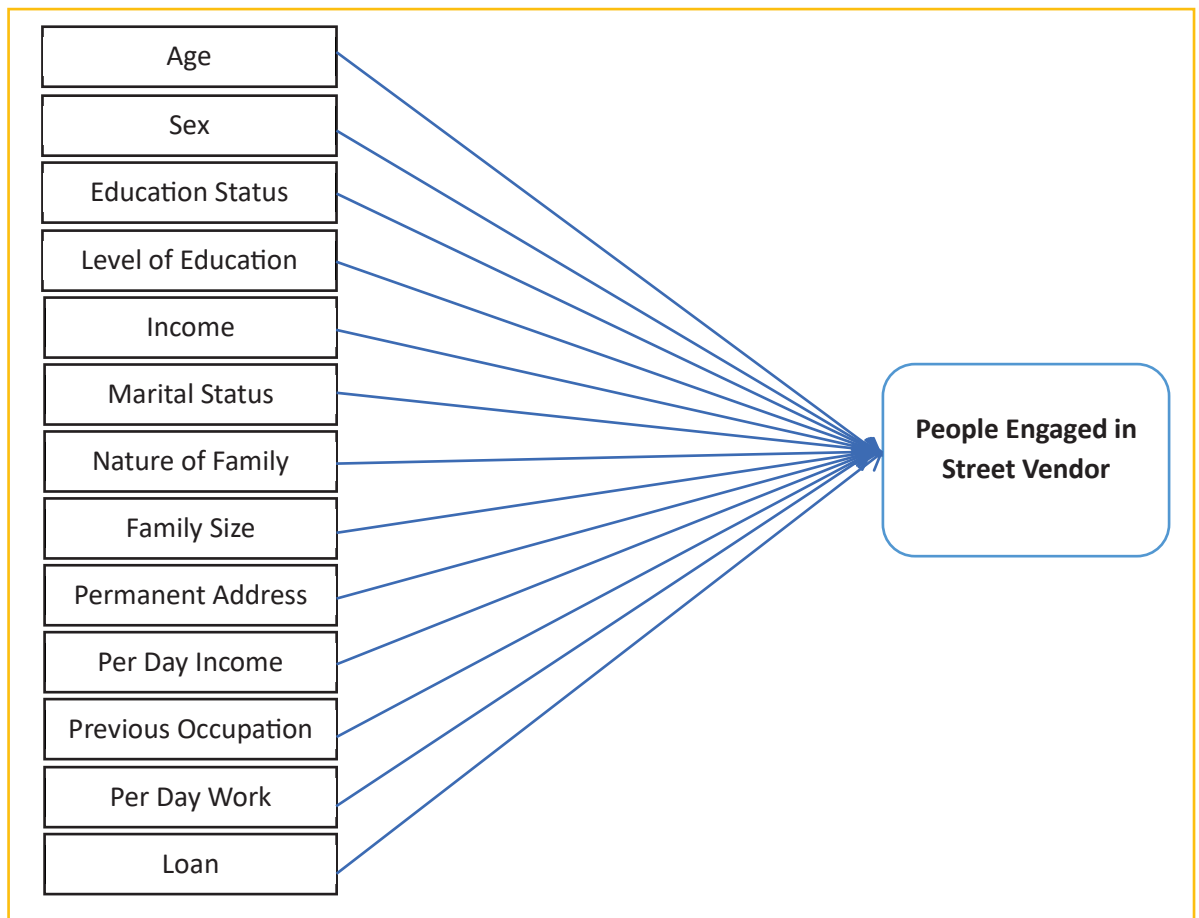 Age
Sex
Education Status
Level of Education
Income
Marital Status
Nature of Family
Family Size
Permanent Address
Per Day Income
Previous Occupation
Per Day Work
Loan
People Engaged in
Street Vendor